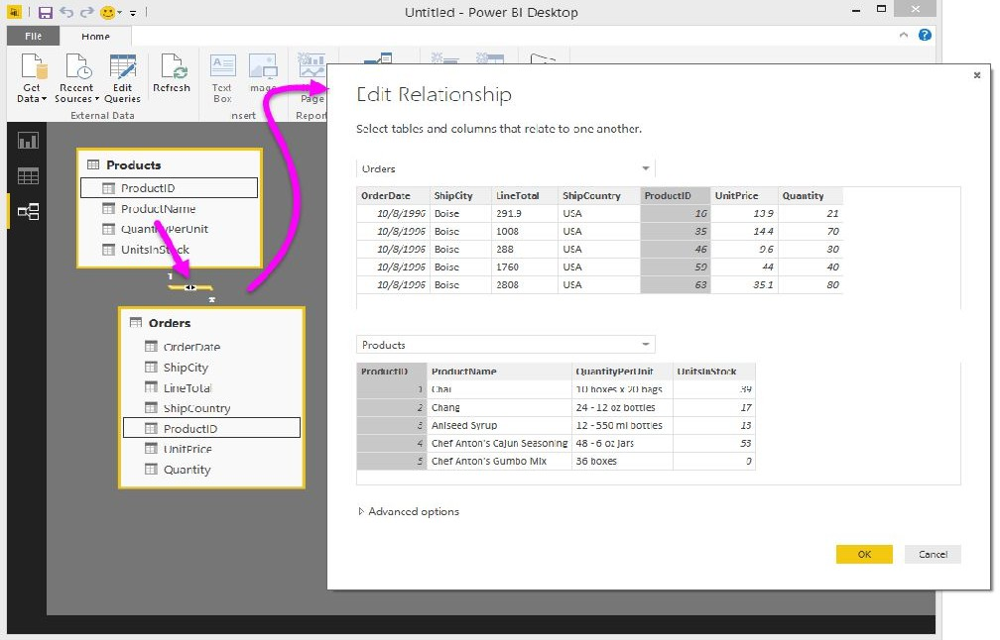 Untitled - Power BI Desktop
File
Home
Get Data
Recent Sources
Edit Queries
Refresh
Text Box
Page
External Data
Insert
Report
Products
ProductID
ProductName
QuantityPerUnit
UnitsInStock
1
*
Orders
OrderDate
ShipCity
LineTotal
ShipCountry
ProductID
UnitPrice
Quantity
Edit Relationship
Select tables and columns that relate to one another.
Orders
OrderDate ShipCity LineTotal ShipCountry ProductID UnitPrice Quantity
10/8/1996 Boise 291.9 USA 16 13.9 21
10/8/1996 Boise 1008 USA 35 14.4 70
10/8/1996 Boise 288 USA 46 9.6 30
10/8/1996 Boise 1760 USA 59 44 40
10/8/1996 Boise 2808 USA 63 35.1 80
Products
ProductID ProductName QuantityPerUnit UnitsInStock
1 Chai 10 boxes x 20 bags 39
2 Chang 24 - 12 oz bottles 17
3 Aniseed Syrup 12 - 550 ml bottles 13
4 Chef Anton's Cajun Seasoning 48 - 6 oz jars 53
5 Chef Anton's Gumbo Mix 36 boxes 0
Advanced options
OK
Cancel